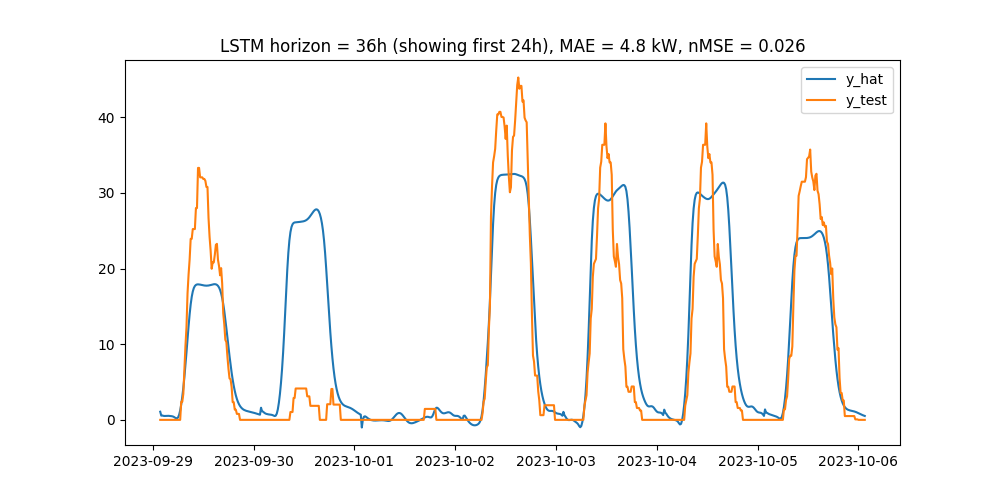 LSTM horizon = 36h (showing first 24h), MAE = 4.8 kW, nMSE = 0.026
y_hat
y_test
40
30
20
10
0
2023-09-29 2023-09-30 2023-10-01 2023-10-02 2023-10-03 2023-10-04 2023-10-05 2023-10-06